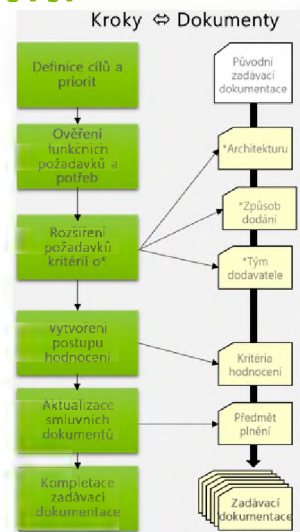 Kroky ⇔ Dokumenty
Definice cílů a
priorit
Ověření
funkčních
požadavků a
potřeb
Rozšíření
požadavků
kritérií o*
Vytvoření
postupu
hodnocení
Aktualizace
smluvních
dokumentů
Kompletace
zadávací
dokumentace
Původní
zadávací
dokumentace
*Architekturu
*Způsob
dodání
*Tým
dodavatele
Kritéria
hodnocení
Předmět
plnění
Zadávací
dokumentace